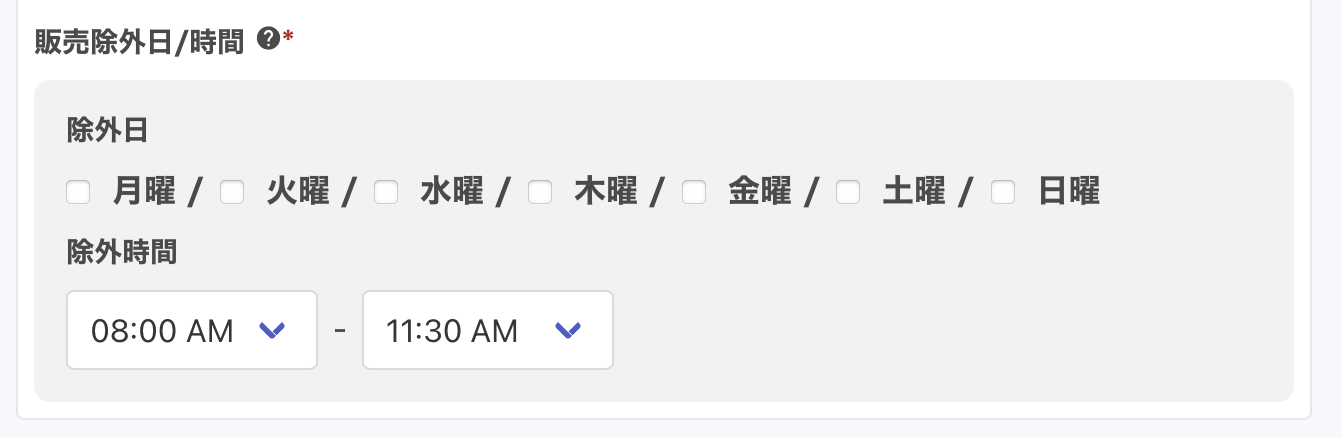 販売除外日/時間 ?*
除外日
月曜 / 火曜 / 水曜 / 木曜 / 金曜 / 土曜 / 日曜
除外時間
08:00 AM - 11:30 AM